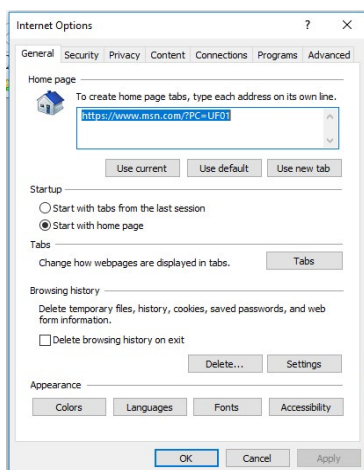 Internet Options
? X
General Security Privacy Content Connections Programs Advanced
Home page
To create home page tabs, type each address on its own line.
https://www.msn.com/?PC=UF01
Use current Use default Use new tab
Startup
Start with tabs from the last session
Start with home page
Tabs
Change how webpages are displayed in tabs. Tabs
Browsing history
Delete temporary files, history, cookies, saved passwords, and web
form information.
Delete browsing history on exit
Delete... Settings
Appearance
Colors Languages Fonts Accessibility
OK Cancel Apply